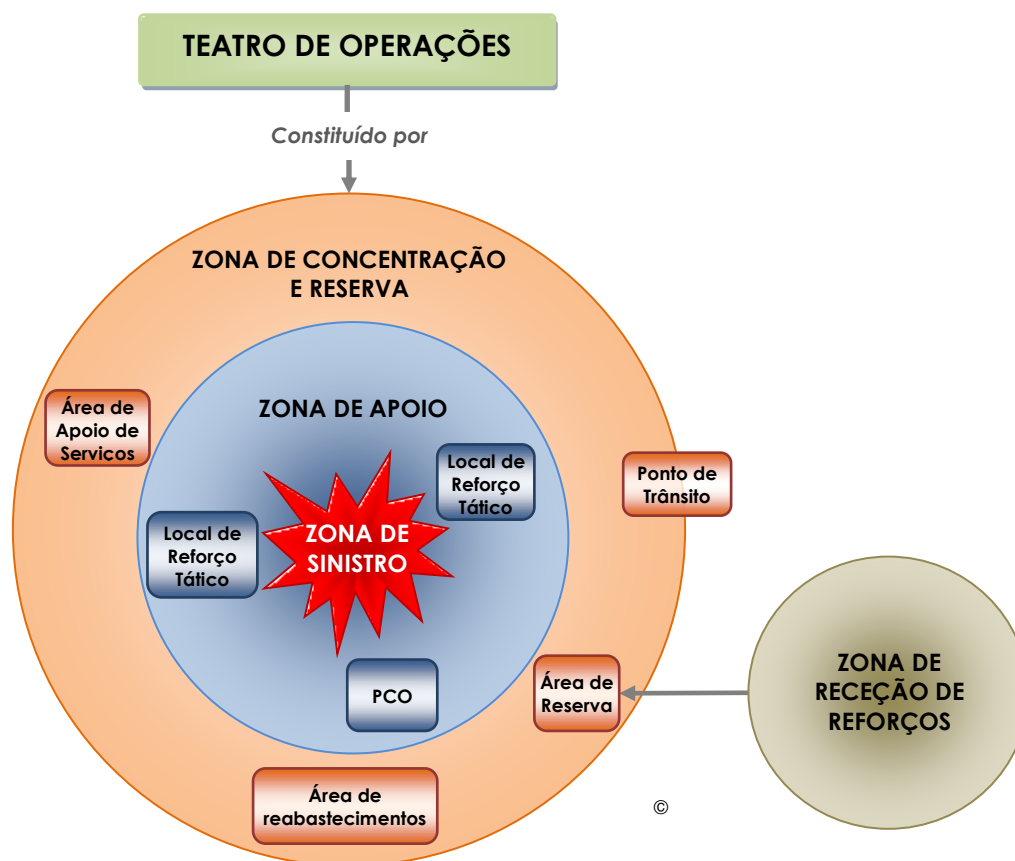 TEATRO DE OPERAÇÕES
Constituído por
ZONA DE CONCENTRAÇÃO
E RESERVA
Área de
Apoio de
Serviços
ZONA DE APOIO
Local de
Reforço
Tático
Ponto de
Trânsito
Local de
Reforço
Tático
ZONA DE
SINISTRO
PCO
Área de
Reserva
ZONA DE
RECEÇÃO DE
REFORÇOS
Área de
reabastecimentos
©